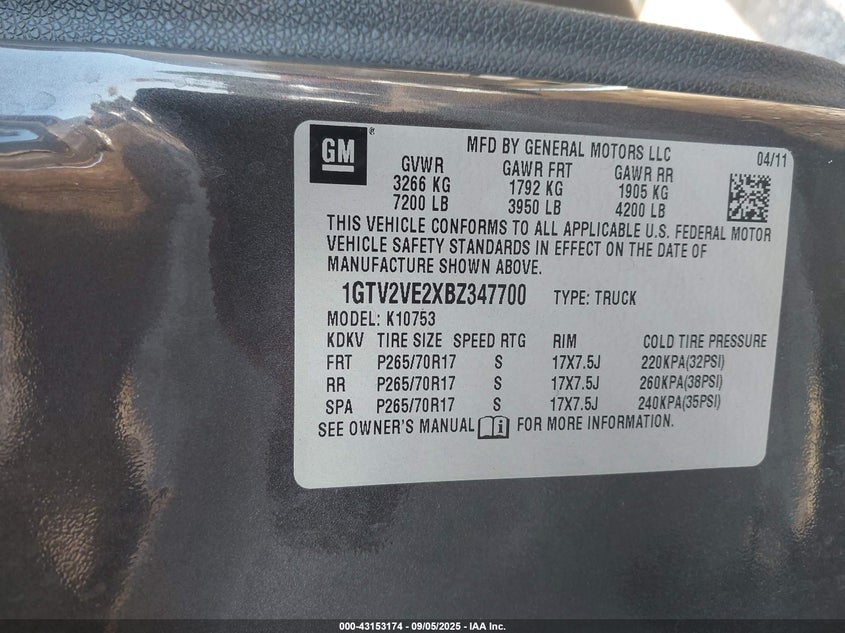 GM ®
MFD BY GENERAL MOTORS LLC 04/11
GVWR GAWR FRT GAWR RR
3266 KG 1792 KG 1905 KG
7200 LB 3950 LB 4200 LB
THIS VEHICLE CONFORMS TO ALL APPLICABLE U.S. FEDERAL MOTOR
VEHICLE SAFETY STANDARDS IN EFFECT ON THE DATE OF
MANUFACTURE SHOWN ABOVE.
1GTV2VE2XBZ347700 TYPE: TRUCK
MODEL: K10753
KDKV TIRE SIZE SPEED RTG RIM COLD TIRE PRESSURE
FRT P265/70R17 S 17X7.5J 220KPA(32PSI)
RR P265/70R17 S 17X7.5J 260KPA(38PSI)
SPA P265/70R17 S 17X7.5J 240KPA(35PSI)
SEE OWNER'S MANUAL i FOR MORE INFORMATION.
000-43153174 - 09/05/2025 - IAA Inc.